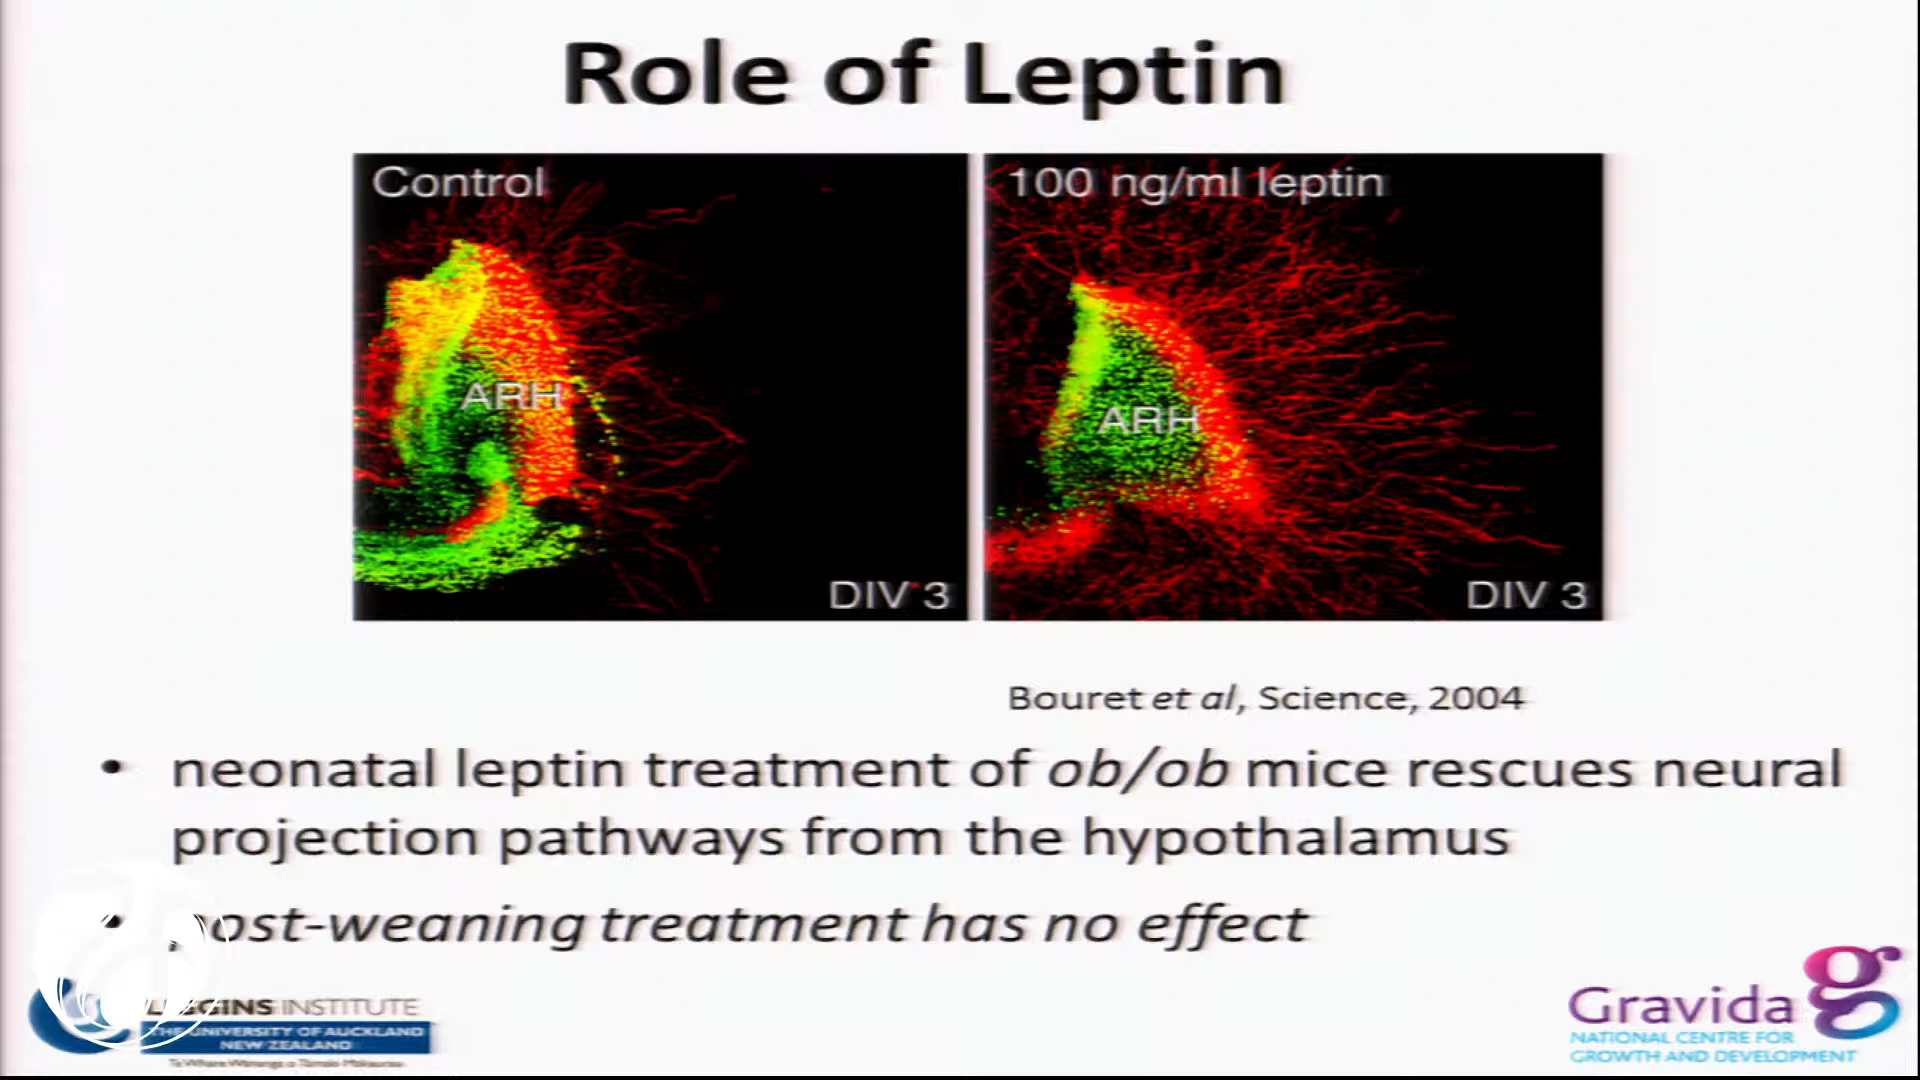 Role of Leptin
Control
100 ng/ml leptin
ARH
ARH
DIV 3
DIV 3
Bouret et al, Science, 2004
• neonatal leptin treatment of ob/ob mice rescues neural
projection pathways from the hypothalamus
• post-weaning treatment has no effect
LIGGINS INSTITUTE
THE UNIVERSITY OF AUCKLAND
NEW ZEALAND
Gravida
NATIONAL CENTRE FOR
GROWTH AND DEVELOPMENT